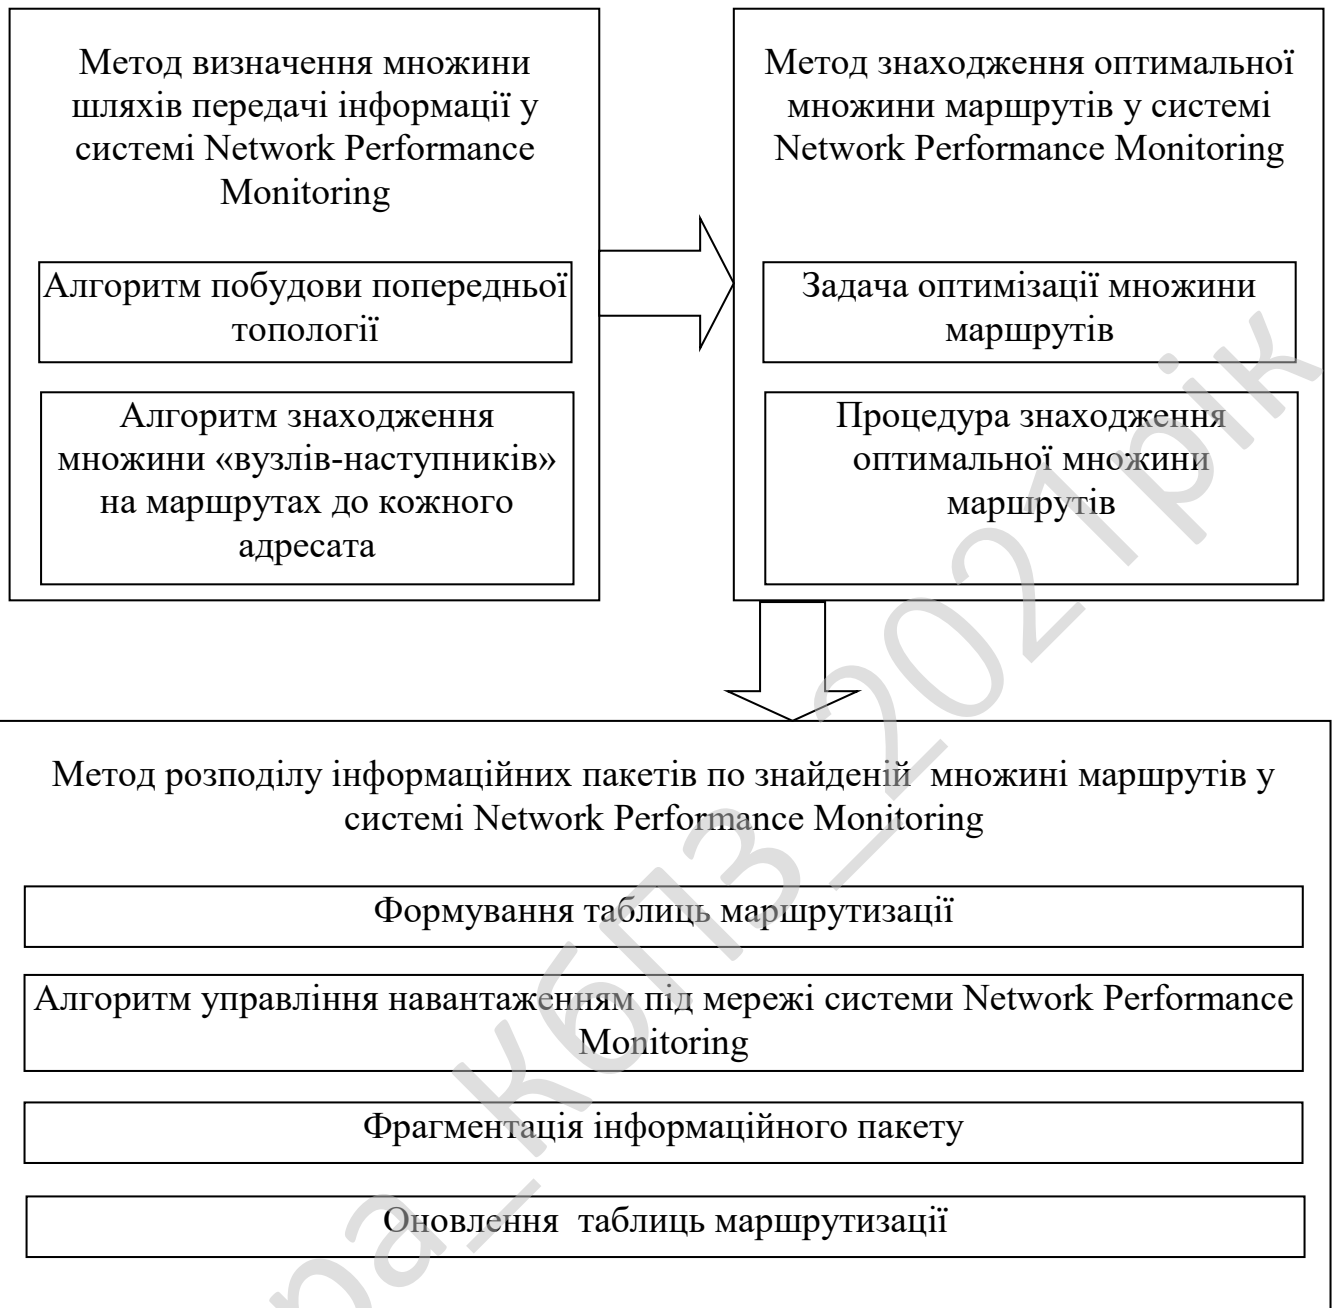 Метод визначення множини
шляхів передачі інформації у
системі Network Performance
Monitoring
Алгоритм побудови попередньої
топології
Алгоритм знаходження
множини «вузлів-наступників»
на маршрутах до кожного
адресата
Метод знаходження оптимальної
множини маршрутів у системі
Network Performance Monitoring
Задача оптимізації множини
маршрутів
Процедура знаходження
оптимальної множини
маршрутів
Метод розподілу інформаційних пакетів по знайденій  множині маршрутів у
системі Network Performance Monitoring
Формування таблиць маршрутизації
Алгоритм управління навантаженням під мережі системи Network Performance
Monitoring
Фрагментація інформаційного пакету
Оновлення  таблиць маршрутизації
ра_КбПЗ_2021рік